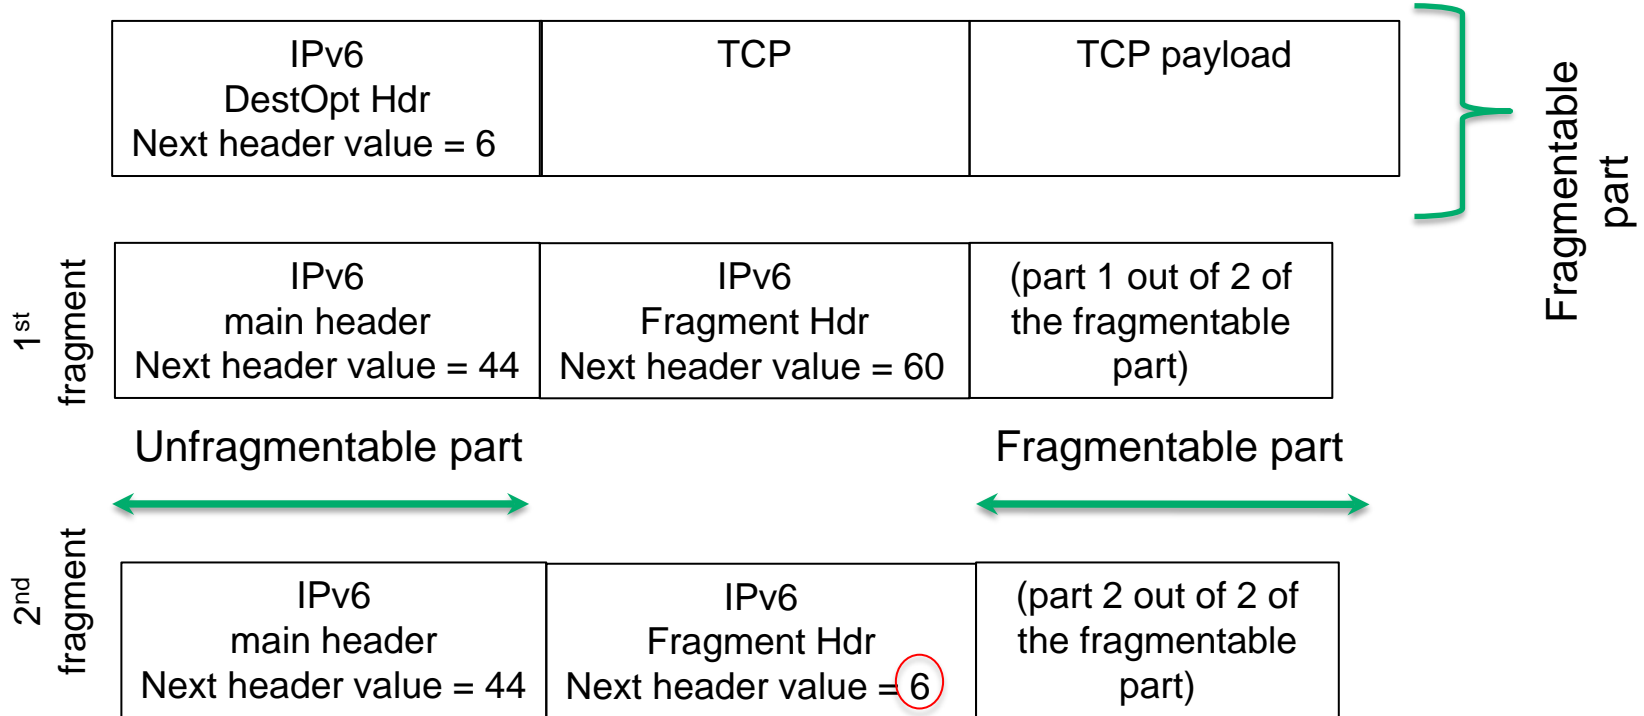 IPv6
DestOpt Hdr
Next header value = 6
TCP
TCP payload
Fragmentable
part
1st
fragment
IPv6
main header
Next header value = 44
IPv6
Fragment Hdr
Next header value = 60
(part 1 out of 2 of
the fragmentable
part)
Unfragmentable part
Fragmentable part
2nd
fragment
IPv6
main header
Next header value = 44
IPv6
Fragment Hdr
Next header value = 6
(part 2 out of 2 of
the fragmentable
part)